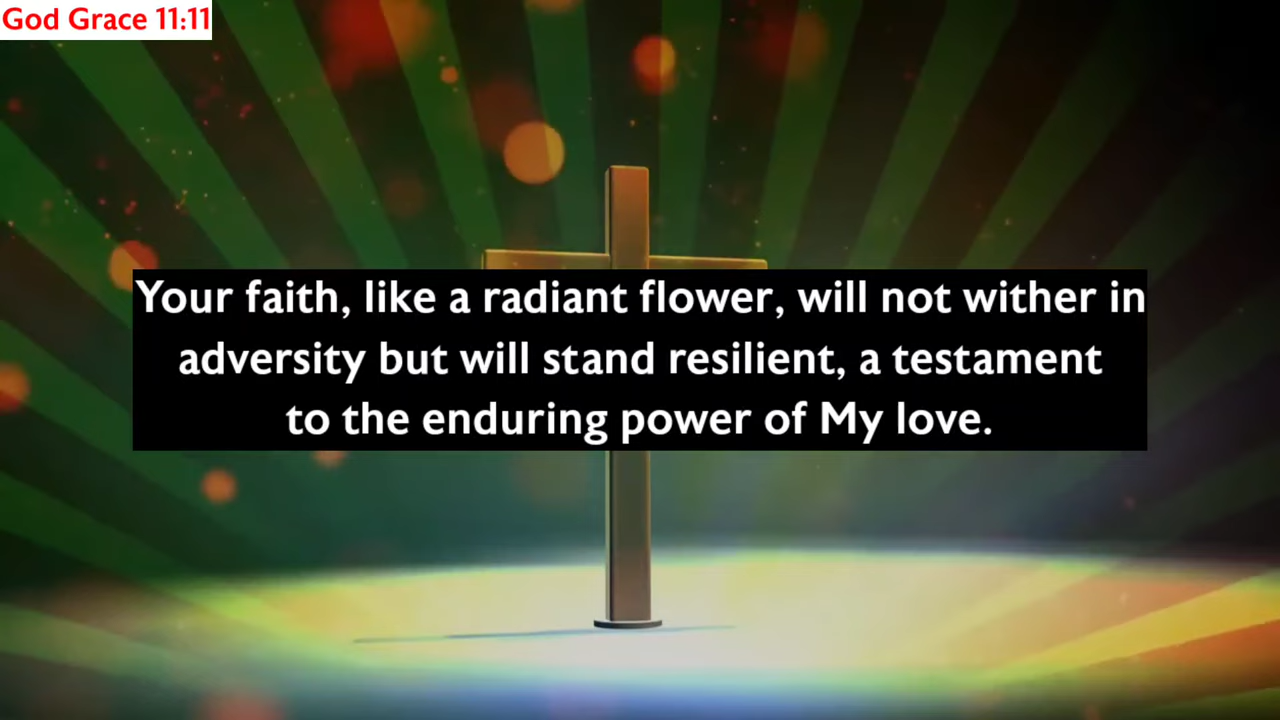 God Grace 11:11
Your faith, like a radiant flower, will not wither in
adversity but will stand resilient, a testament
to the enduring power of My love.